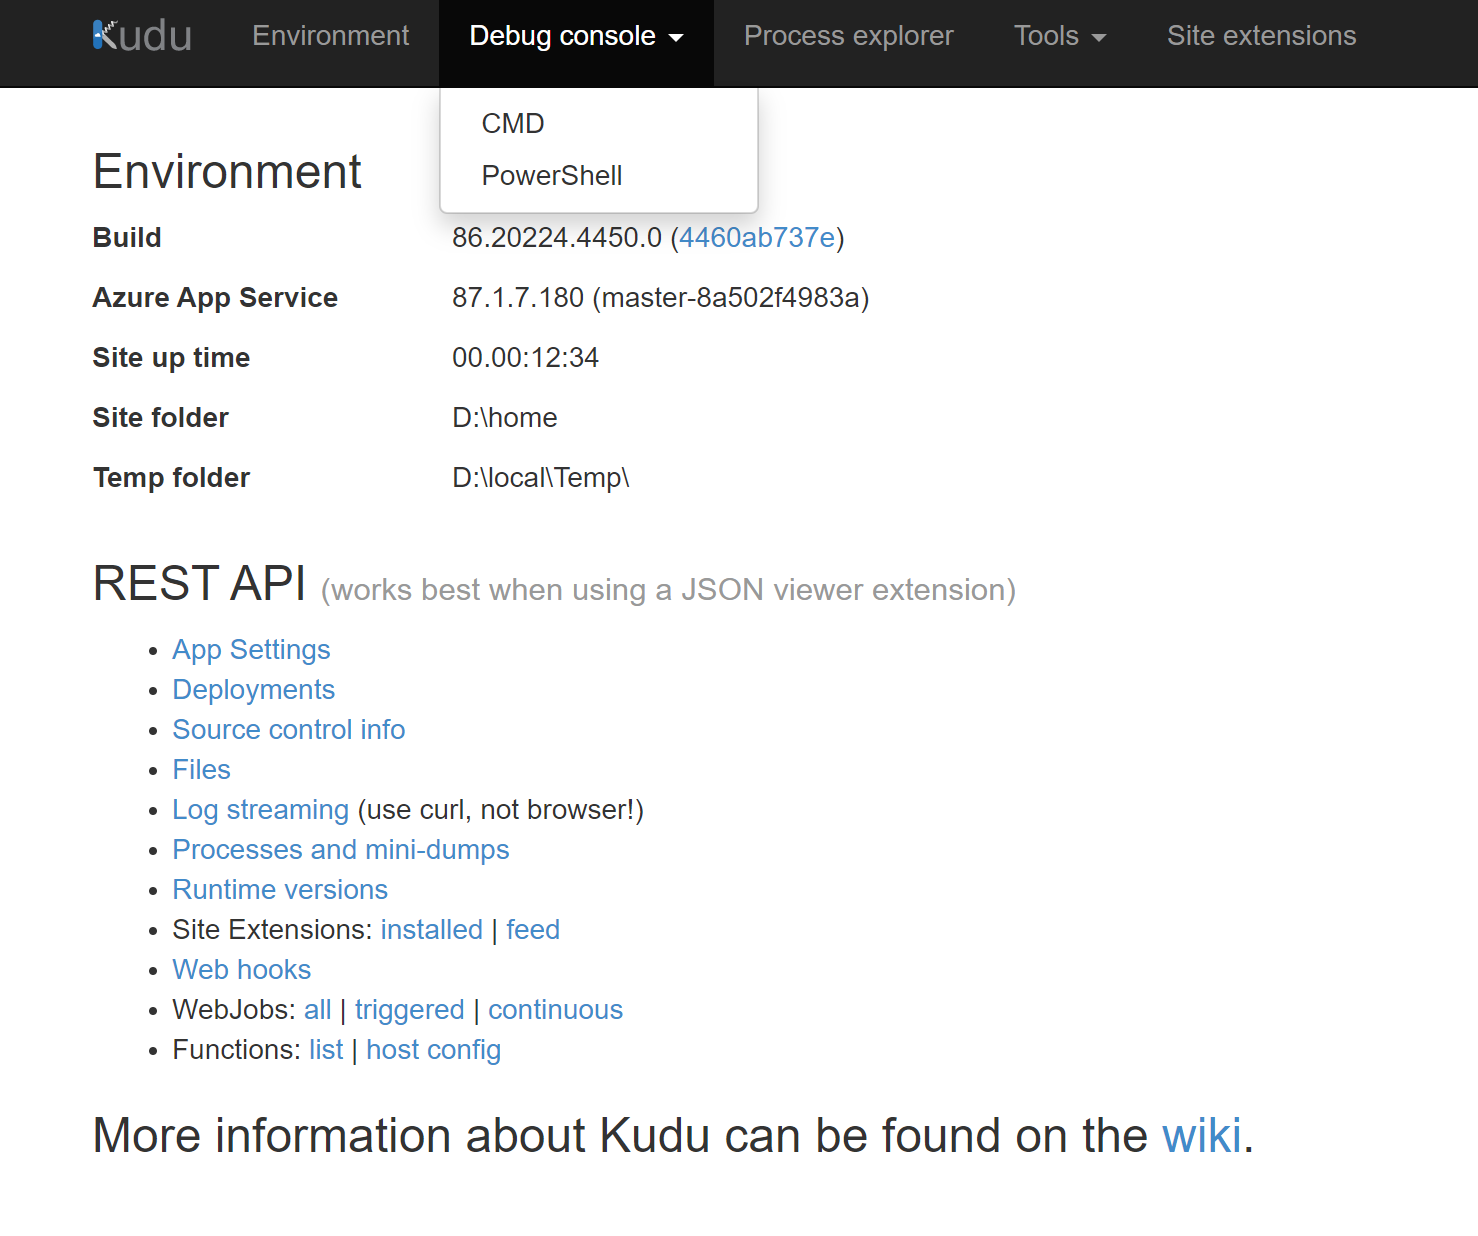 Kudu Environment Debug console Process explorer Tools Site extensions
CMD
PowerShell
Environment
Build 86.20224.4450.0 (4460ab737e)
Azure App Service 87.1.7.180 (master-8a502f4983a)
Site up time 00.00:12:34
Site folder D:\home
Temp folder D:\local\Temp\
REST API (works best when using a JSON viewer extension)
• App Settings
• Deployments
• Source control info
• Files
• Log streaming (use curl, not browser!)
• Processes and mini-dumps
• Runtime versions
• Site Extensions: installed | feed
• Web hooks
• WebJobs: all | triggered | continuous
• Functions: list | host config
More information about Kudu can be found on the wiki.